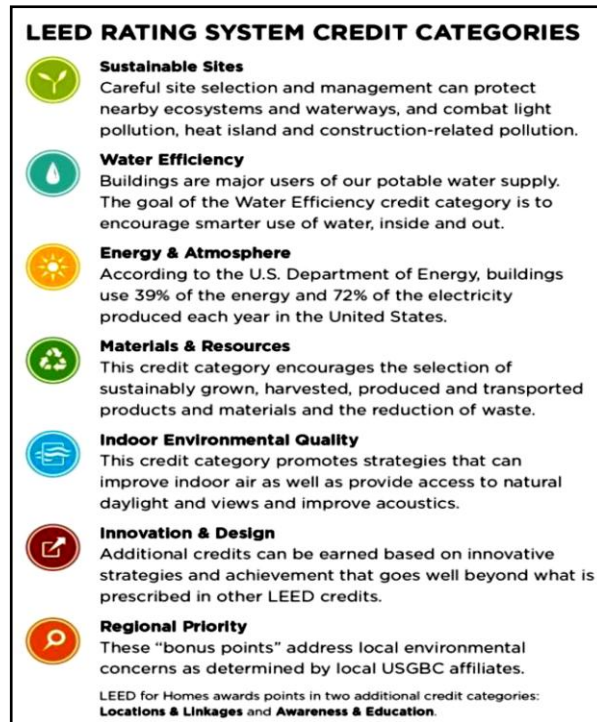 LEED RATING SYSTEM CREDIT CATEGORIES
Sustainable Sites
Careful site selection and management can protect
nearby ecosystems and waterways, and combat light
pollution, heat island and construction-related pollution.
Water Efficiency
Buildings are major users of our potable water supply.
The goal of the Water Efficiency credit category is to
encourage smarter use of water, inside and out.
Energy & Atmosphere
According to the U.S. Department of Energy, buildings
use 39% of the energy and 72% of the electricity
produced each year in the United States.
Materials & Resources
This credit category encourages the selection of
sustainably grown, harvested, produced and transported
products and materials and the reduction of waste.
Indoor Environmental Quality
This credit category promotes strategies that can
improve indoor air as well as provide access to natural
daylight and views and improve acoustics.
Innovation & Design
Additional credits can be earned based on innovative
strategies and achievement that goes well beyond what is
prescribed in other LEED credits.
Regional Priority
These “bonus points” address local environmental
concerns as determined by local USGBC affiliates.
LEED for Homes awards points in two additional credit categories:
Locations & Linkages and Awareness & Education.